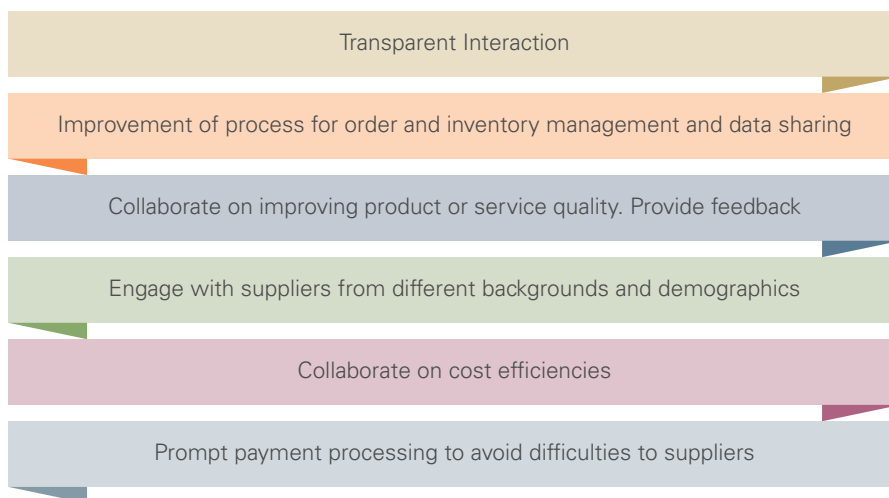 Transparent Interaction
Improvement of process for order and inventory management and data sharing
Collaborate on improving product or service quality. Provide feedback
Engage with suppliers from different backgrounds and demographics
Collaborate on cost efficiencies
Prompt payment processing to avoid difficulties to suppliers